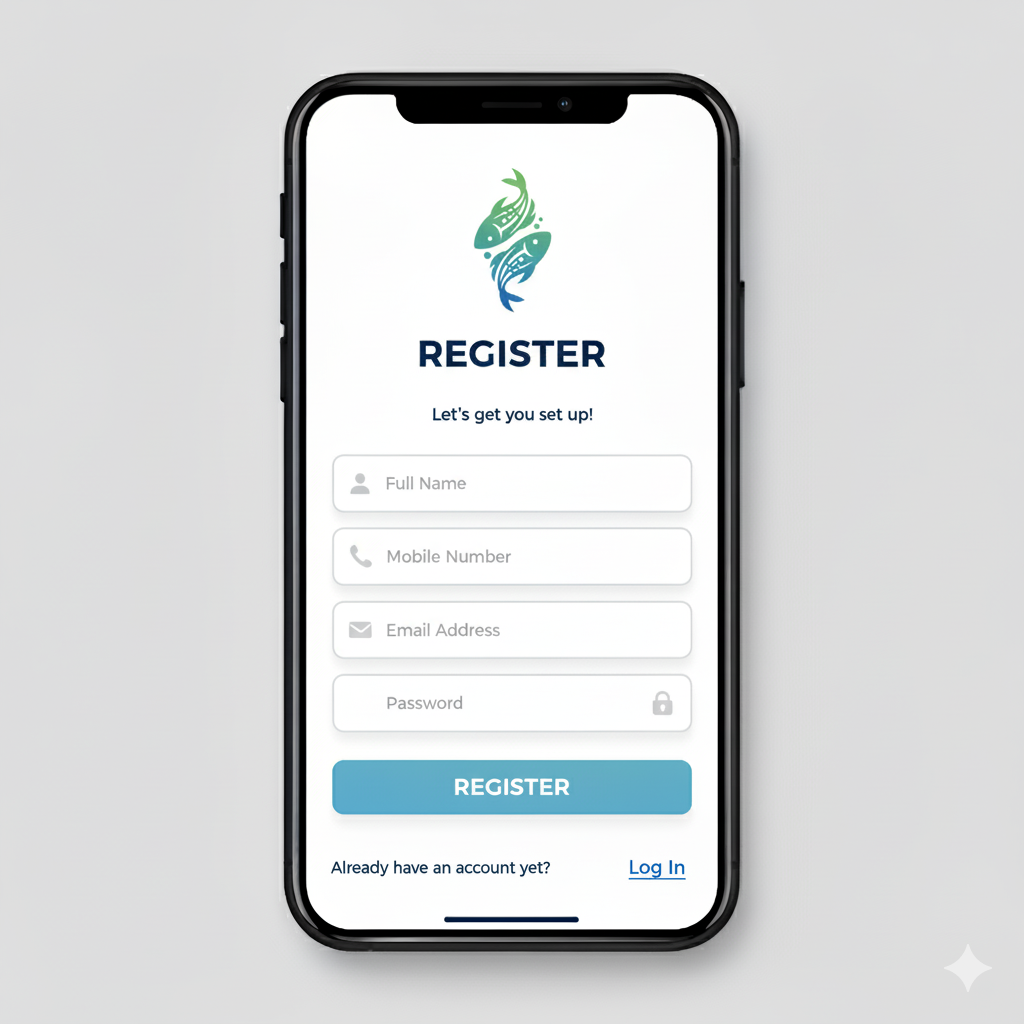 REGISTER
Let's get you set up!
Full Name
Mobile Number
Email Address
Password
REGISTER
Already have an account yet? Log In